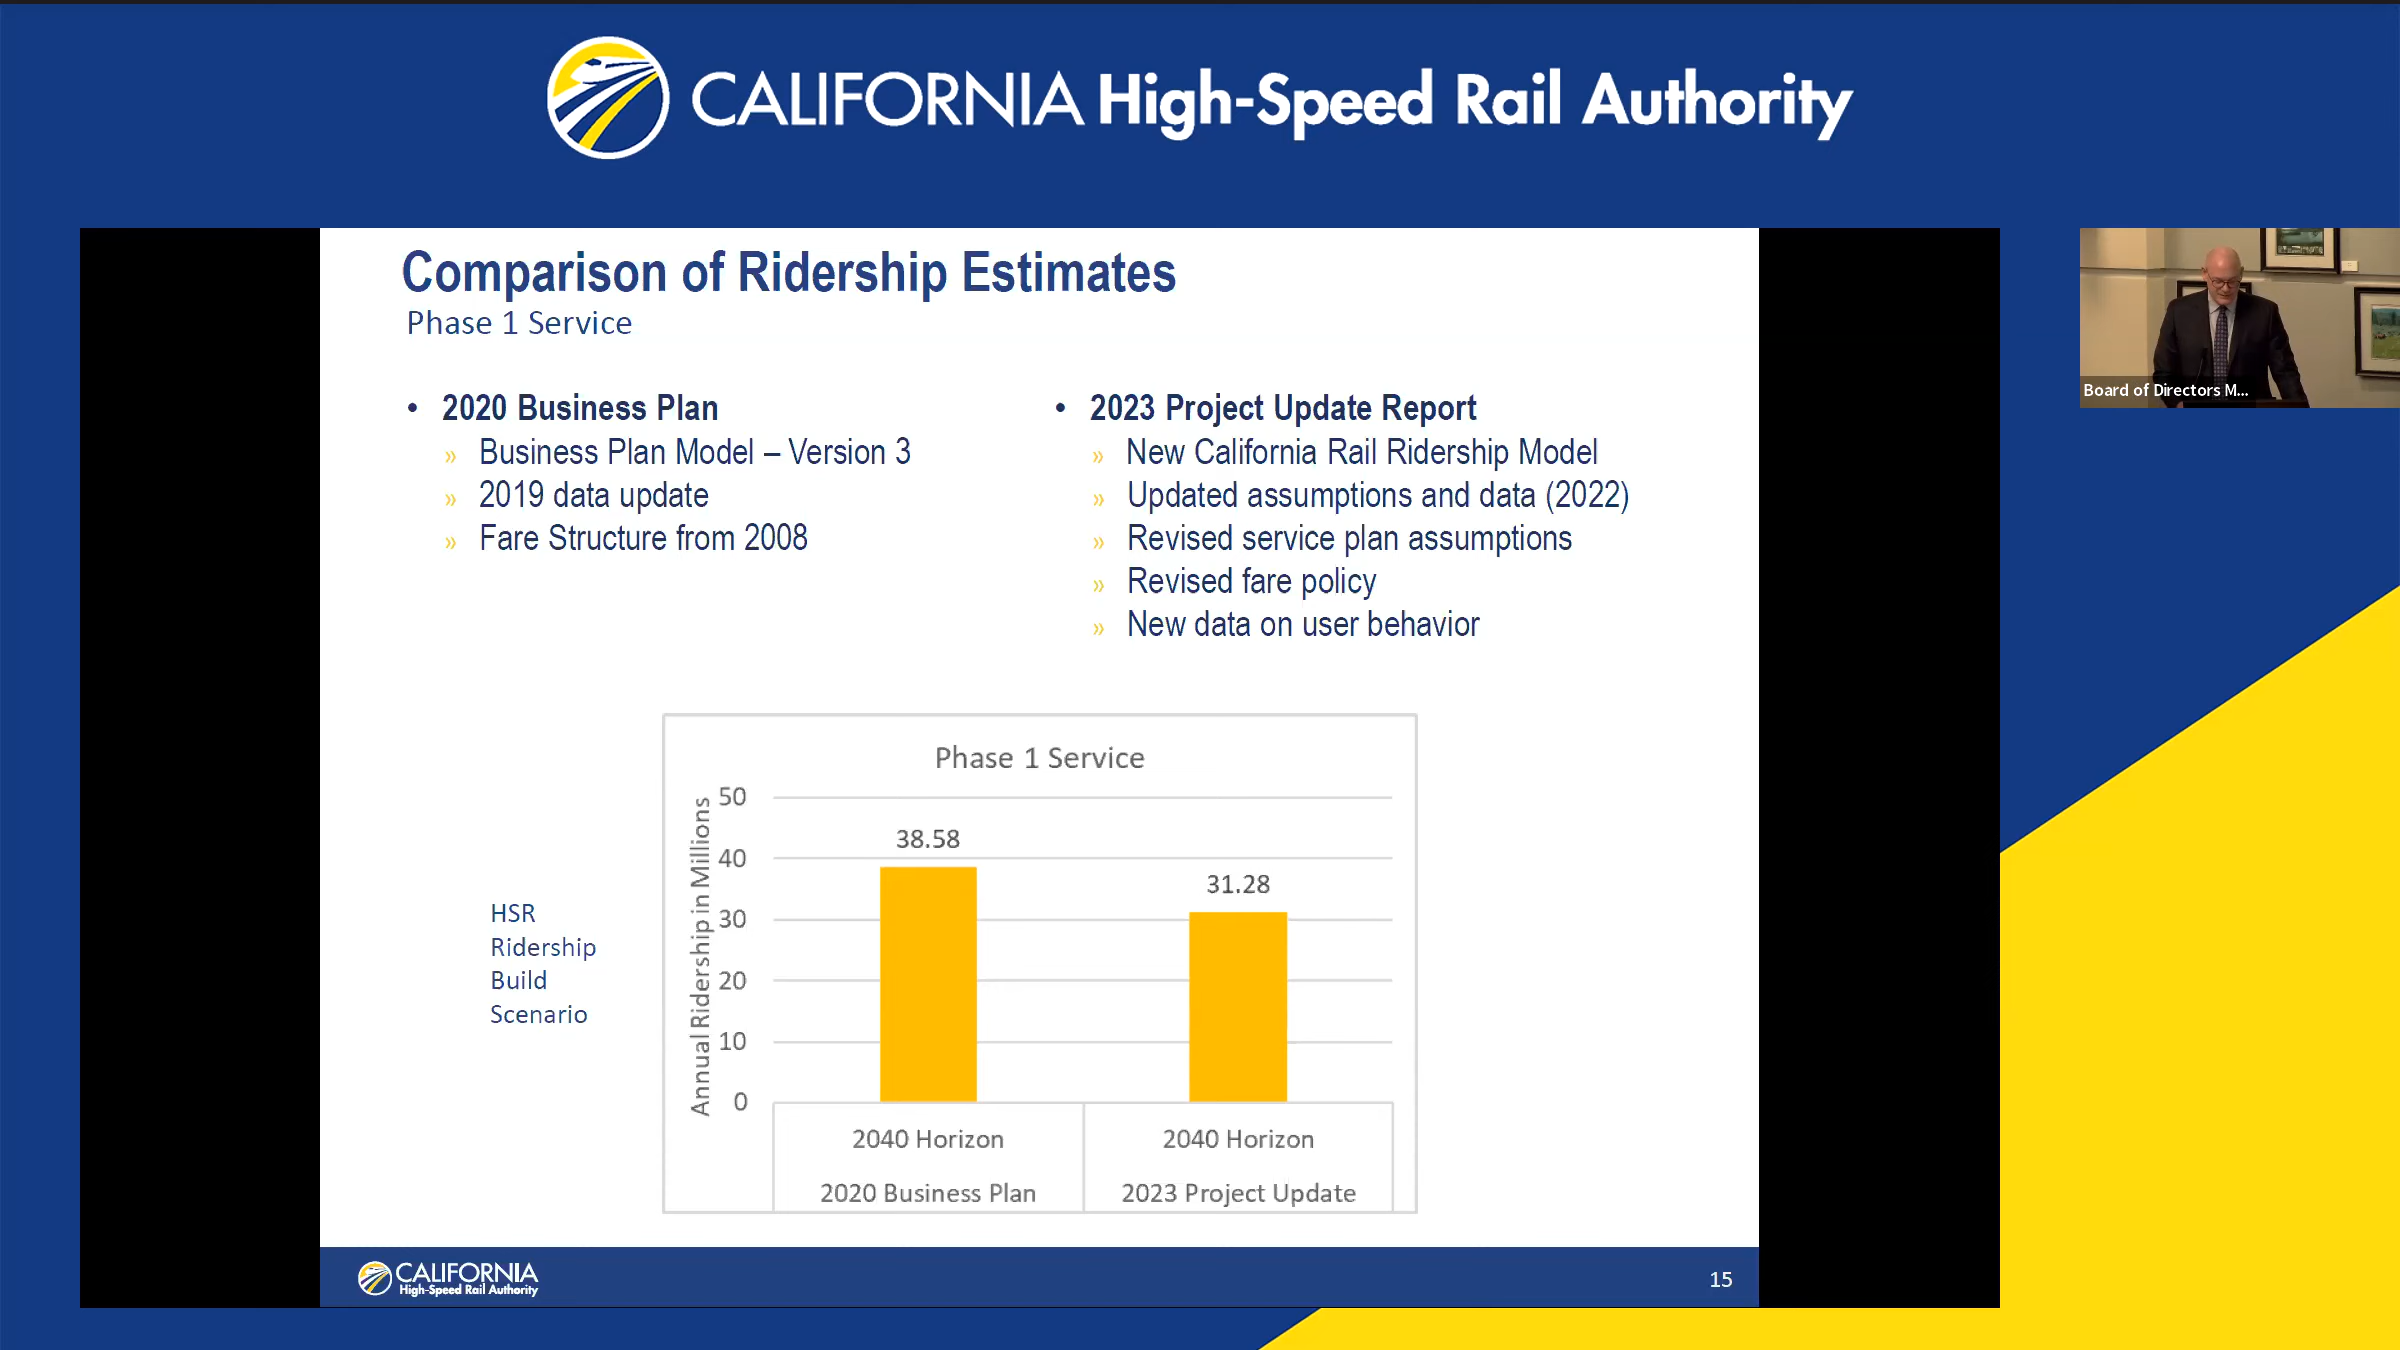 CALIFORNIA High-Speed Rail Authority
Comparison of Ridership Estimates
Phase 1 Service
• 2020 Business Plan
» Business Plan Model – Version 3
» 2019 data update
» Fare Structure from 2008
• 2023 Project Update Report
» New California Rail Ridership Model
» Updated assumptions and data (2022)
» Revised service plan assumptions
» Revised fare policy
» New data on user behavior
Board of Directors M...
HSR
Ridership
Build
Scenario
Phase 1 Service
Annual Ridership in Millions
50
40
30
20
10
0
38.58
31.28
2040 Horizon
2040 Horizon
2020 Business Plan
2023 Project Update
CALIFORNIA
High-Speed Rail Authority
15